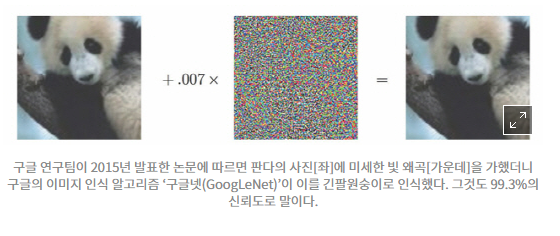 + .007 × =
구글 연구팀이 2015년 발표한 논문에 따르면 판다의 사진[좌]에 미세한 빛 왜곡[가운데]을 가했더니
구글의 이미지 인식 알고리즘 ‘구글넷(GoogLeNet)’이 이를 긴팔원숭이로 인식했다. 그것도 99.3%의
신뢰도로 말이다.